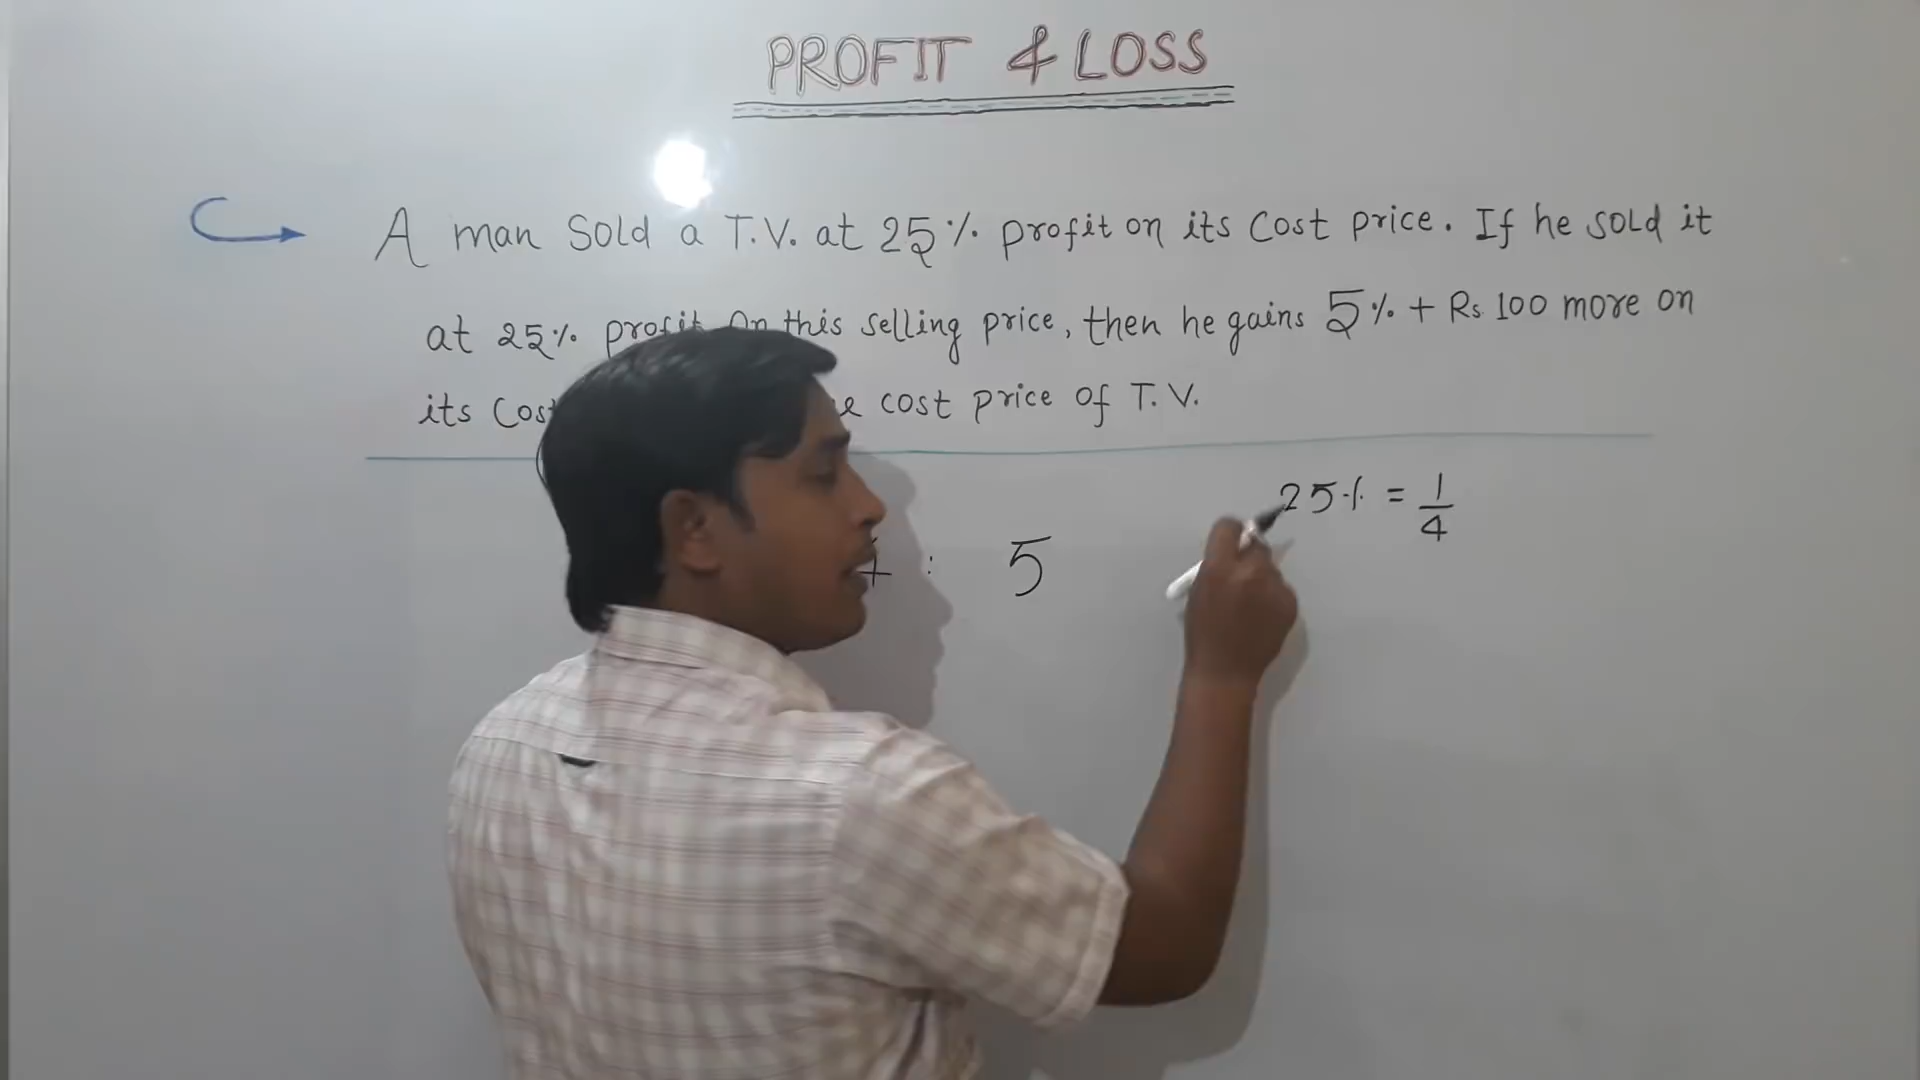 PROFIT & LOSS
A man Sold a T.V. at 25% profit on its Cost price. If he sold it
at 25% profit On this selling price, then he gains 5% + Rs 100 more on
its cost price of T.V.
25% = 1/4
4 : 5